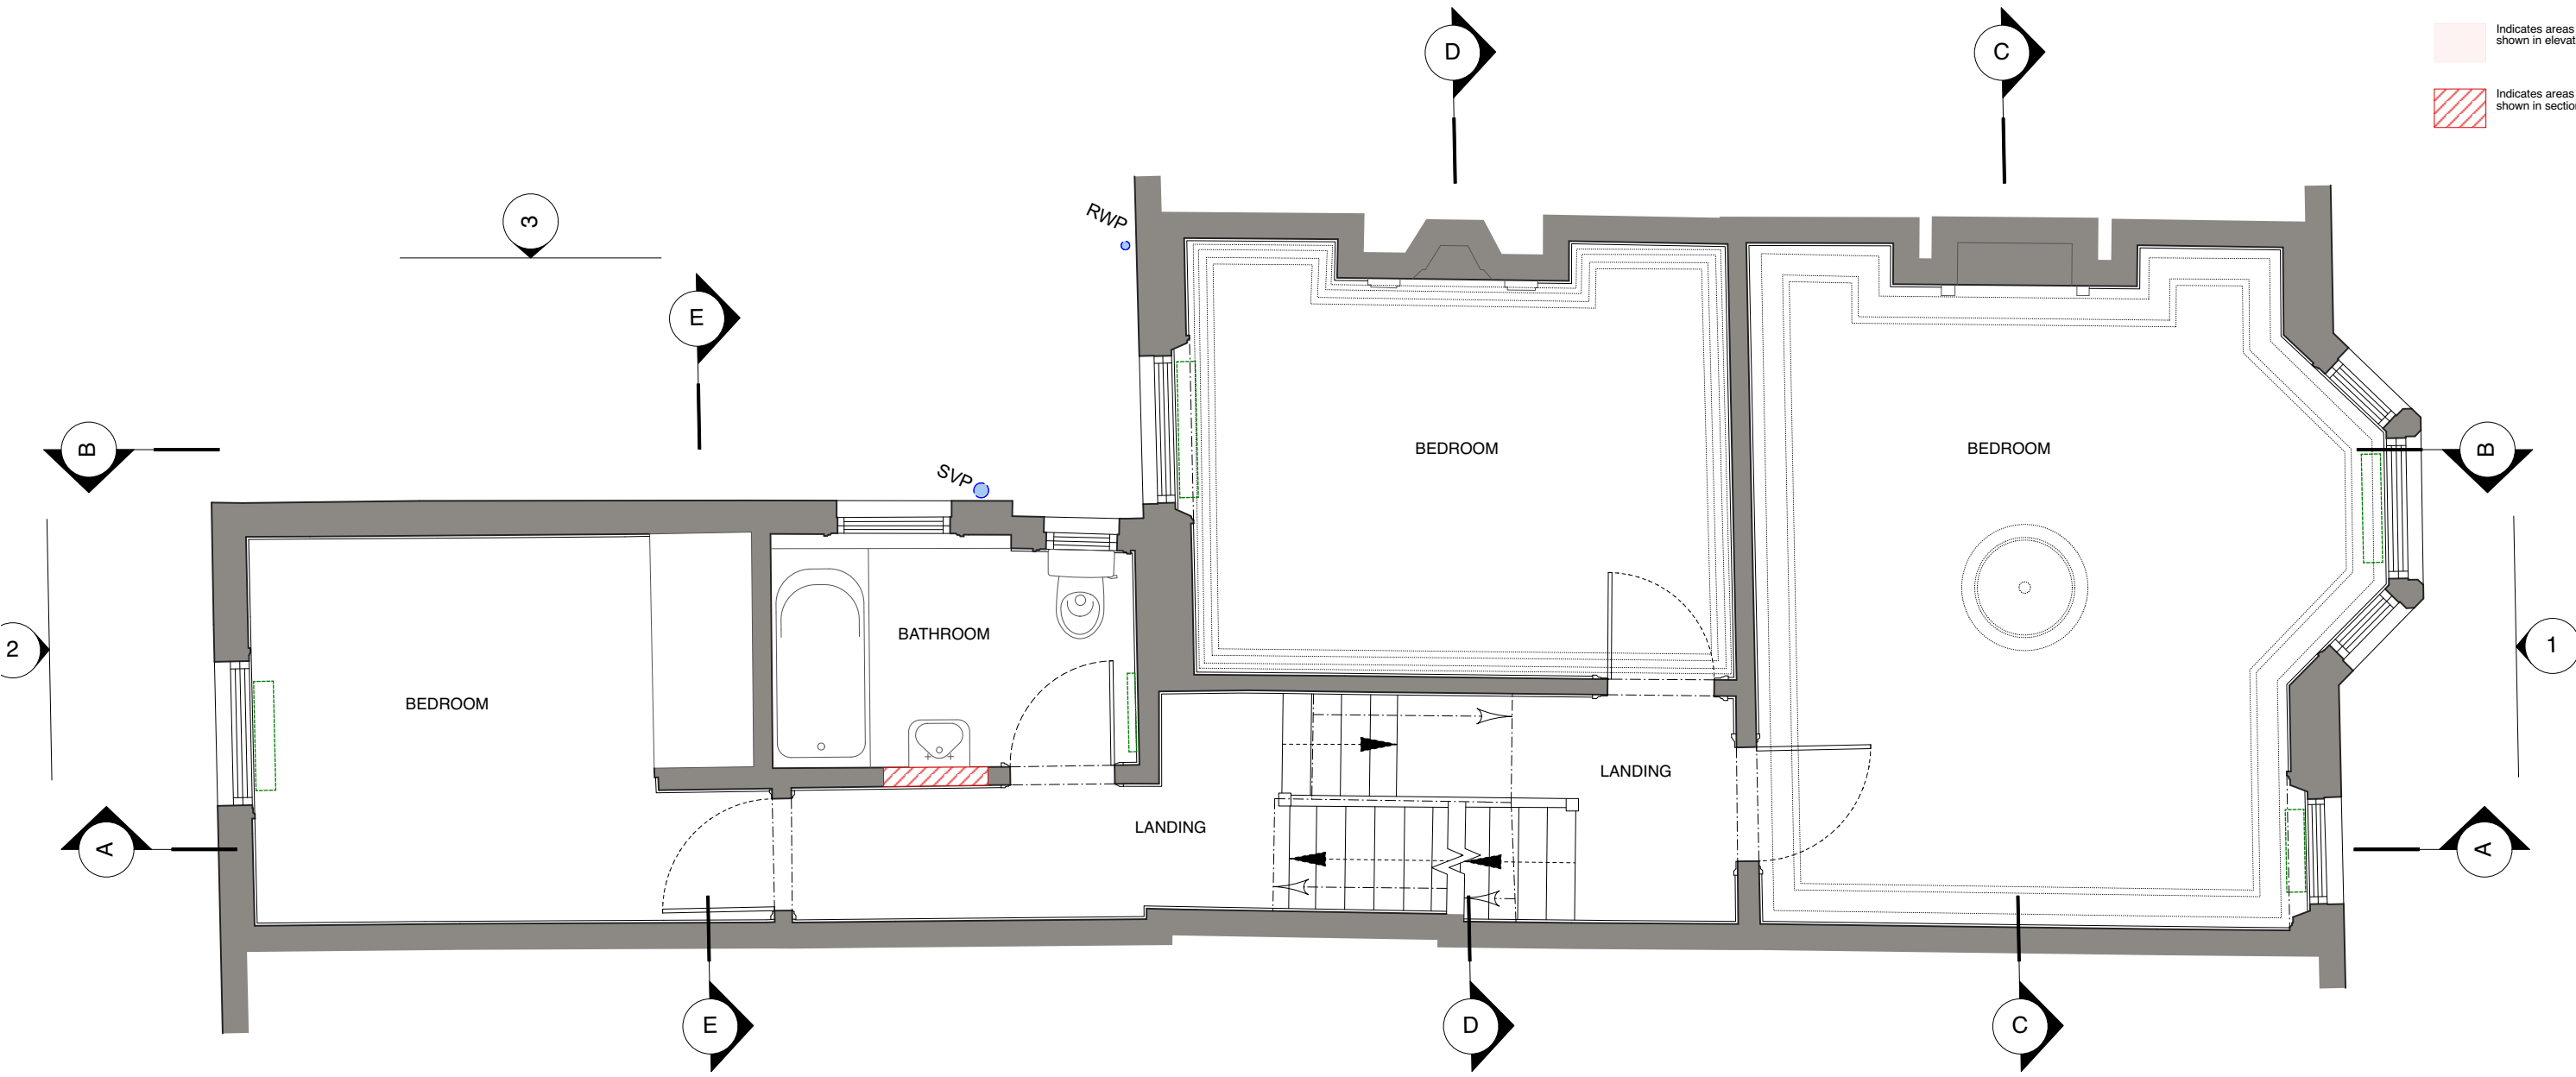 D
C
Indicates areas
shown in elevat
Indicates areas
shown in section
3
RWP
E
B
SVP
BEDROOM
BEDROOM
B
2
BATHROOM
1
BEDROOM
LANDING
LANDING
A
A
E
D
C